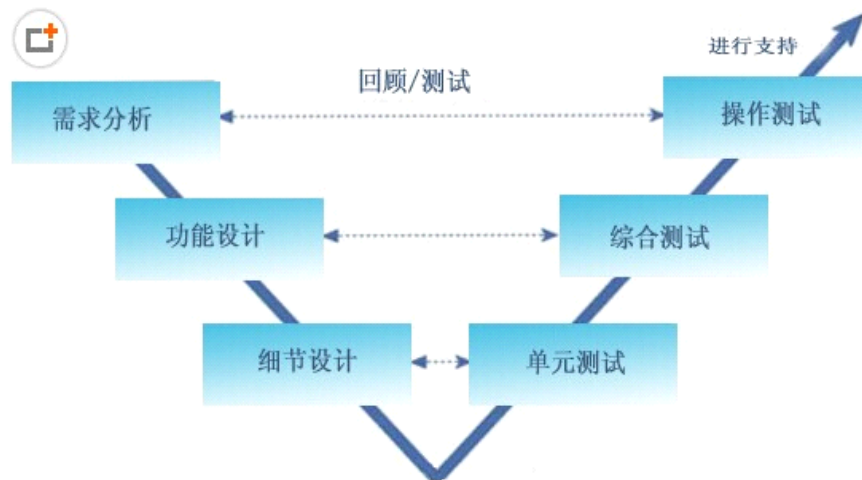 进行支持
回顾/测试
需求分析
操作测试
功能设计
综合测试
细节设计
单元测试